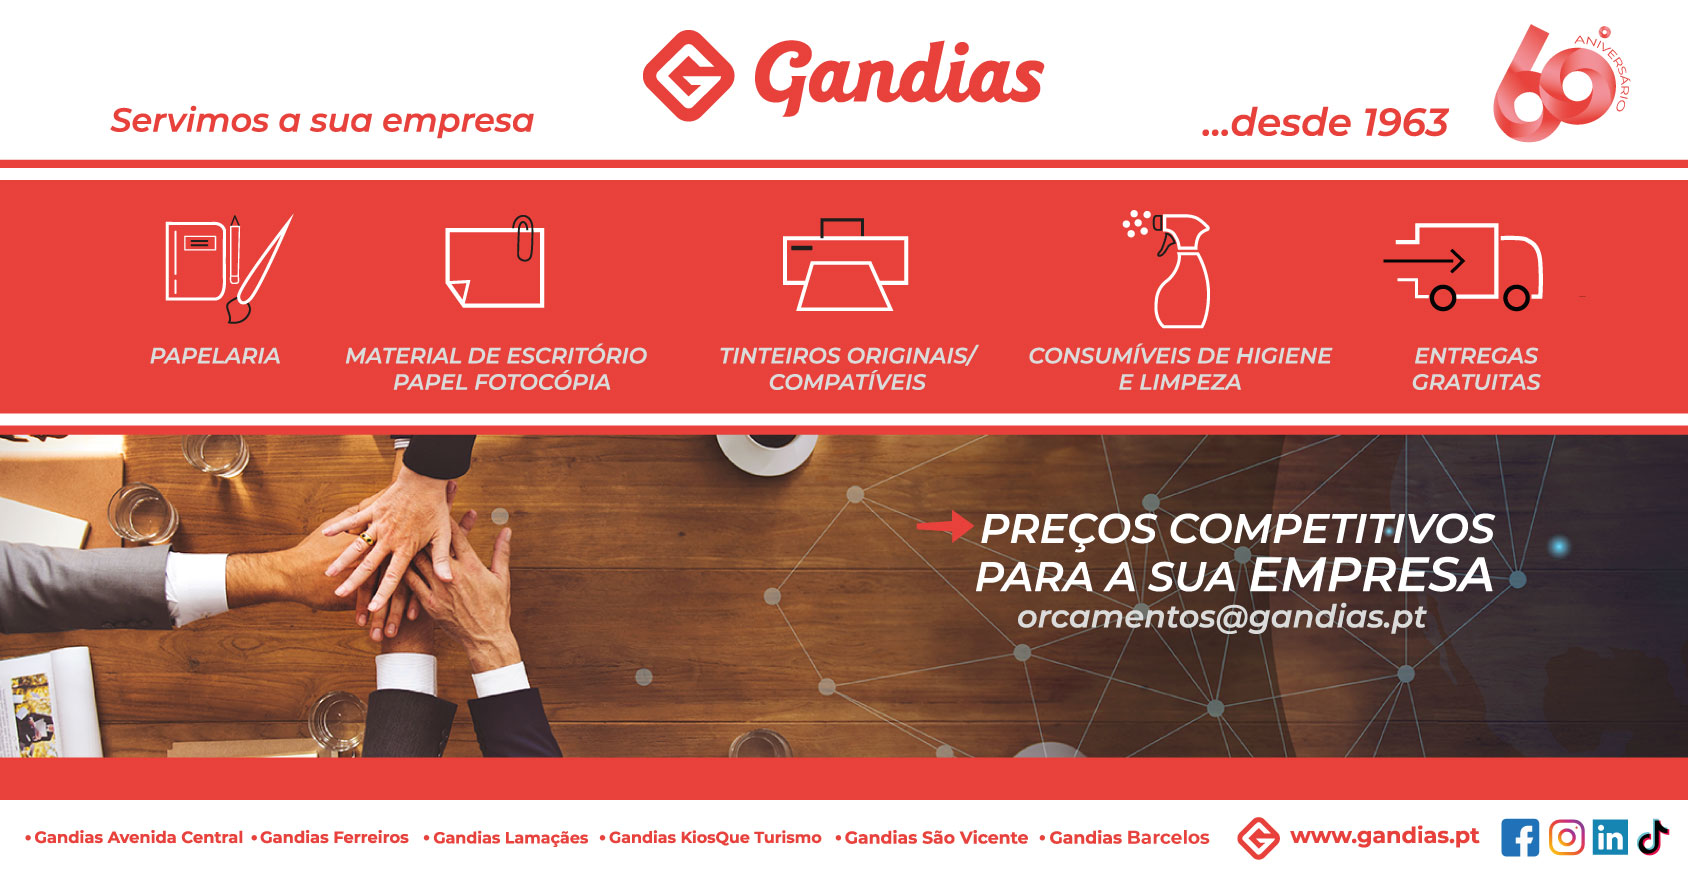 Gandias
Servimos a sua empresa
...desde 1963
60
ANIVERSÁRIO
PAPELARIA
MATERIAL DE ESCRITÓRIO
PAPEL FOTOCÓPIA
TINTEIROS ORIGINAIS/
COMPATÍVEIS
CONSUMÍVEIS DE HIGIENE
E LIMPEZA
ENTREGAS
GRATUITAS
PREÇOS COMPETITIVOS
PARA A SUA EMPRESA
orcamentos@gandias.pt
• Gandias Avenida Central • Gandias Ferreiros • Gandias Lamaçães • Gandias KiosQue Turismo • Gandias São Vicente • Gandias Barcelos
www.gandias.pt